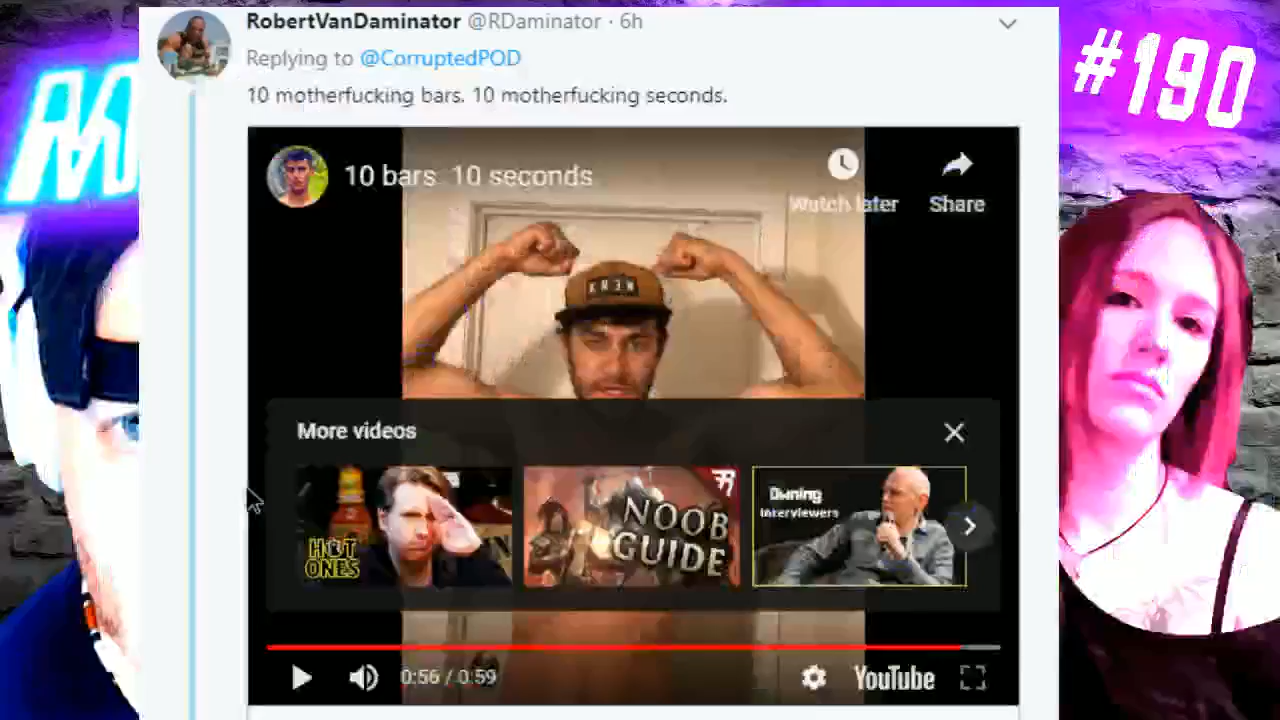 RobertVanDaminator @RDaminator · 6h
#190
Replying to @CorruptedPOD
10 motherfucking bars. 10 motherfucking seconds.
10 bars 10 seconds
Watch later
Share
KR3W
More videos
HOT
ONES
NOOB
GUIDE
Owning
Interviewers
0:56 / 0:59
YouTube